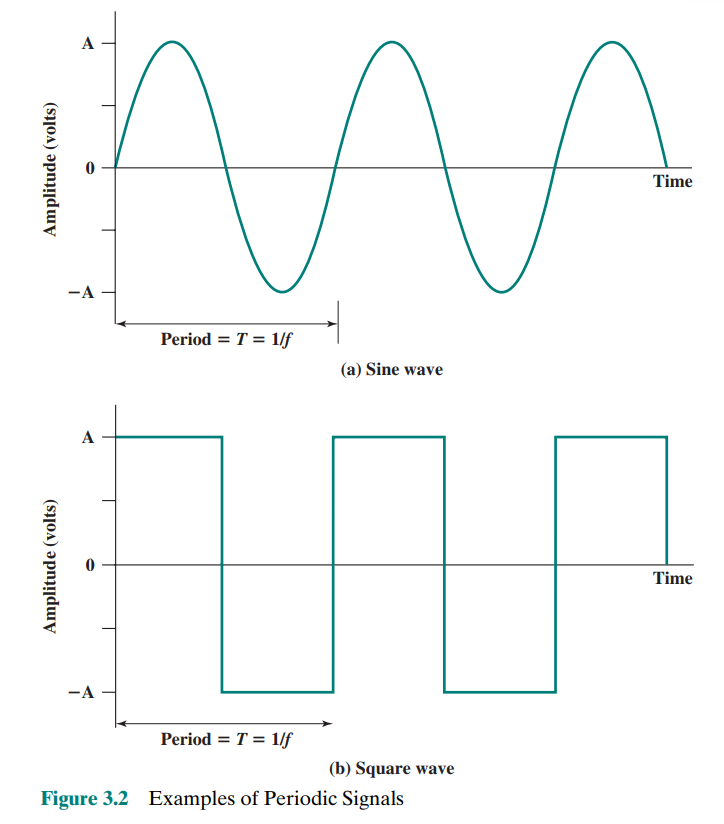 A
0
−A
Amplitude (volts)
Time
Period = T = 1/f
(a) Sine wave
A
0
−A
Amplitude (volts)
Time
Period = T = 1/f
(b) Square wave
Figure 3.2 Examples of Periodic Signals